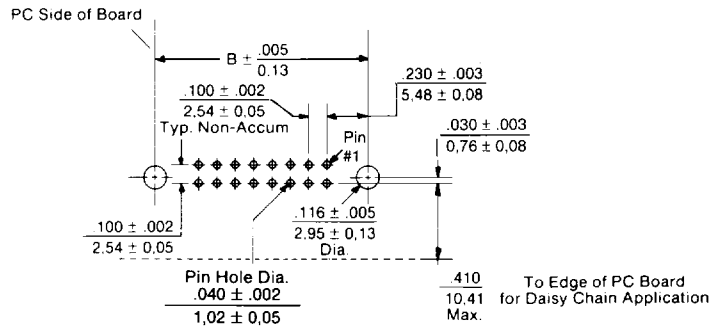 PC Side of Board
B ± .005
0.13
.230 ± .003
5,48 ± 0,08
.100 ± .002
2,54 ± 0,05
Typ. Non-Accum
.030 ± .003
0,76 ± 0,08
Pin
#1
.100 ± .002
2.54 ± 0,05
.116 ± .005
2.95 ± 0,13
Dia.
Pin Hole Dia.
.040 ± .002
1,02 ± 0,05
.410
10,41
Max.
To Edge of PC Board
for Daisy Chain Application